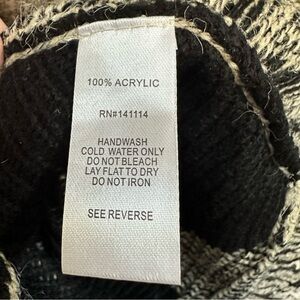 100% ACRYLIC
RN#141114
HANDWASH
COLD WATER ONLY
DO NOT BLEACH
LAY FLAT TO DRY
DO NOT IRON
SEE REVERSE